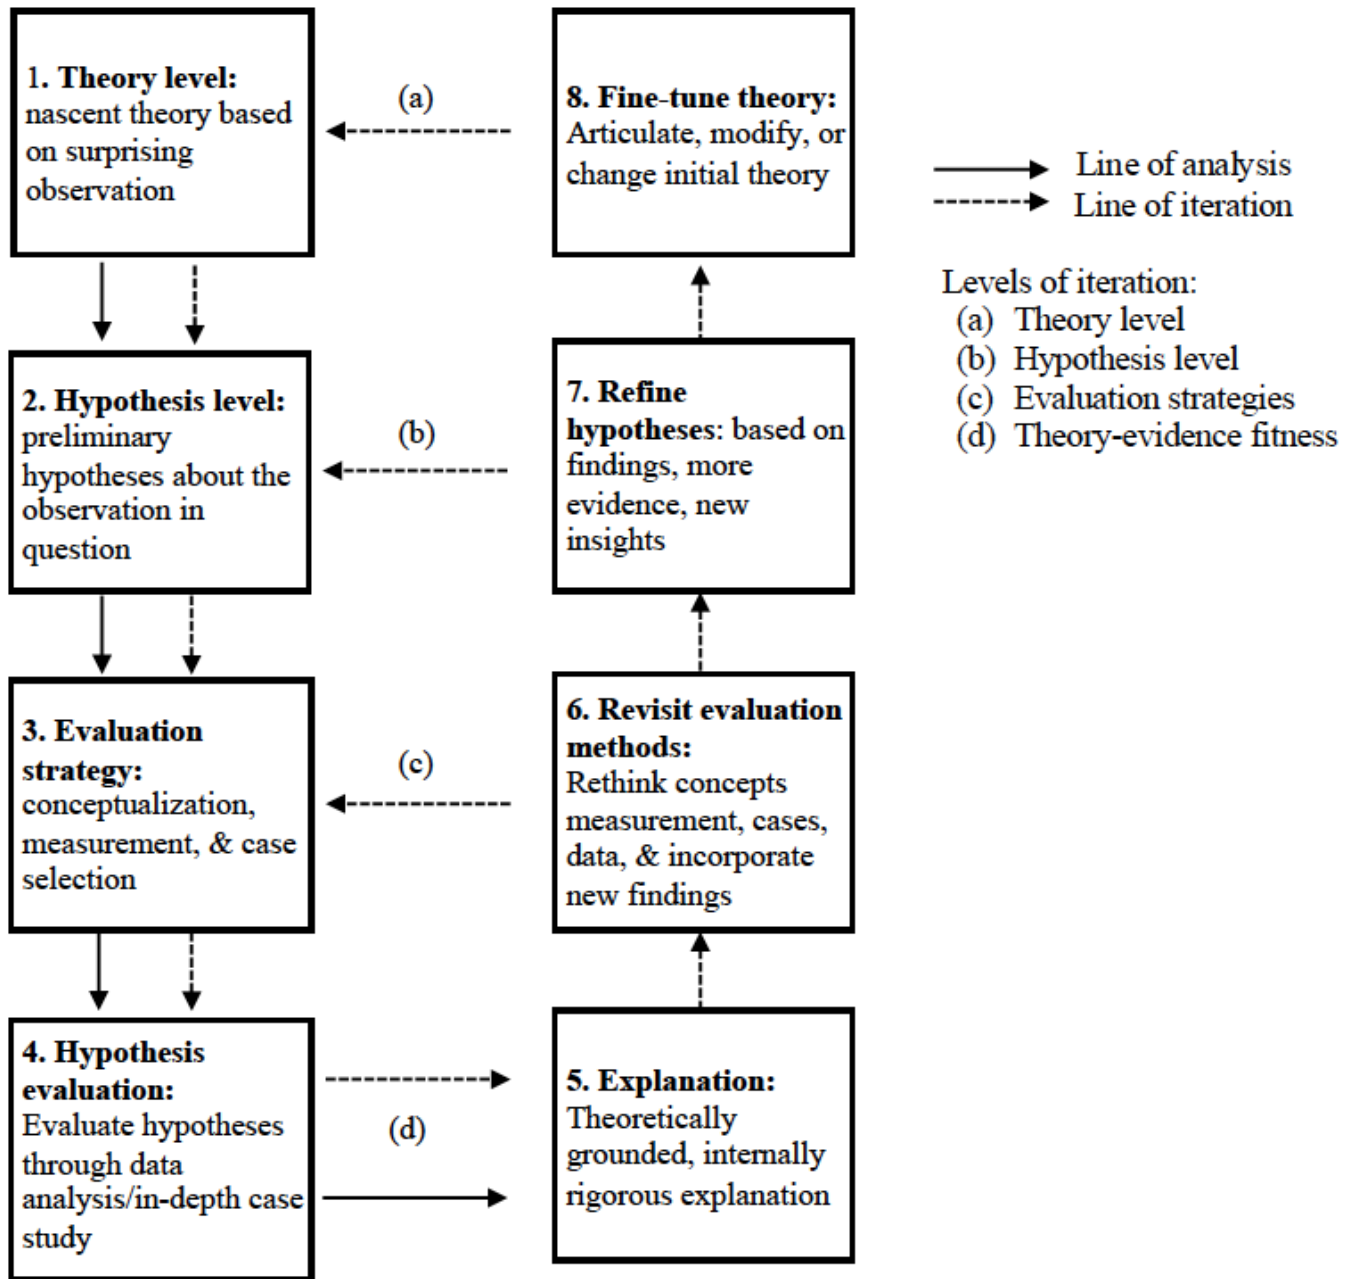 1. Theory level:
nascent theory based
on surprising
observation
(a)
8. Fine-tune theory:
Articulate, modify, or
change initial theory
Line of analysis
Line of iteration
Levels of iteration:
(a) Theory level
(b) Hypothesis level
(c) Evaluation strategies
(d) Theory-evidence fitness
2. Hypothesis level:
preliminary
hypotheses about the
observation in
question
(b)
7. Refine
hypotheses: based on
findings, more
evidence, new
insights
3. Evaluation
strategy:
conceptualization,
measurement, & case
selection
(c)
6. Revisit evaluation
methods:
Rethink concepts
measurement, cases,
data, & incorporate
new findings
4. Hypothesis
evaluation:
Evaluate hypotheses
through data
analysis/in-depth case
study
(d)
5. Explanation:
Theoretically
grounded, internally
rigorous explanation